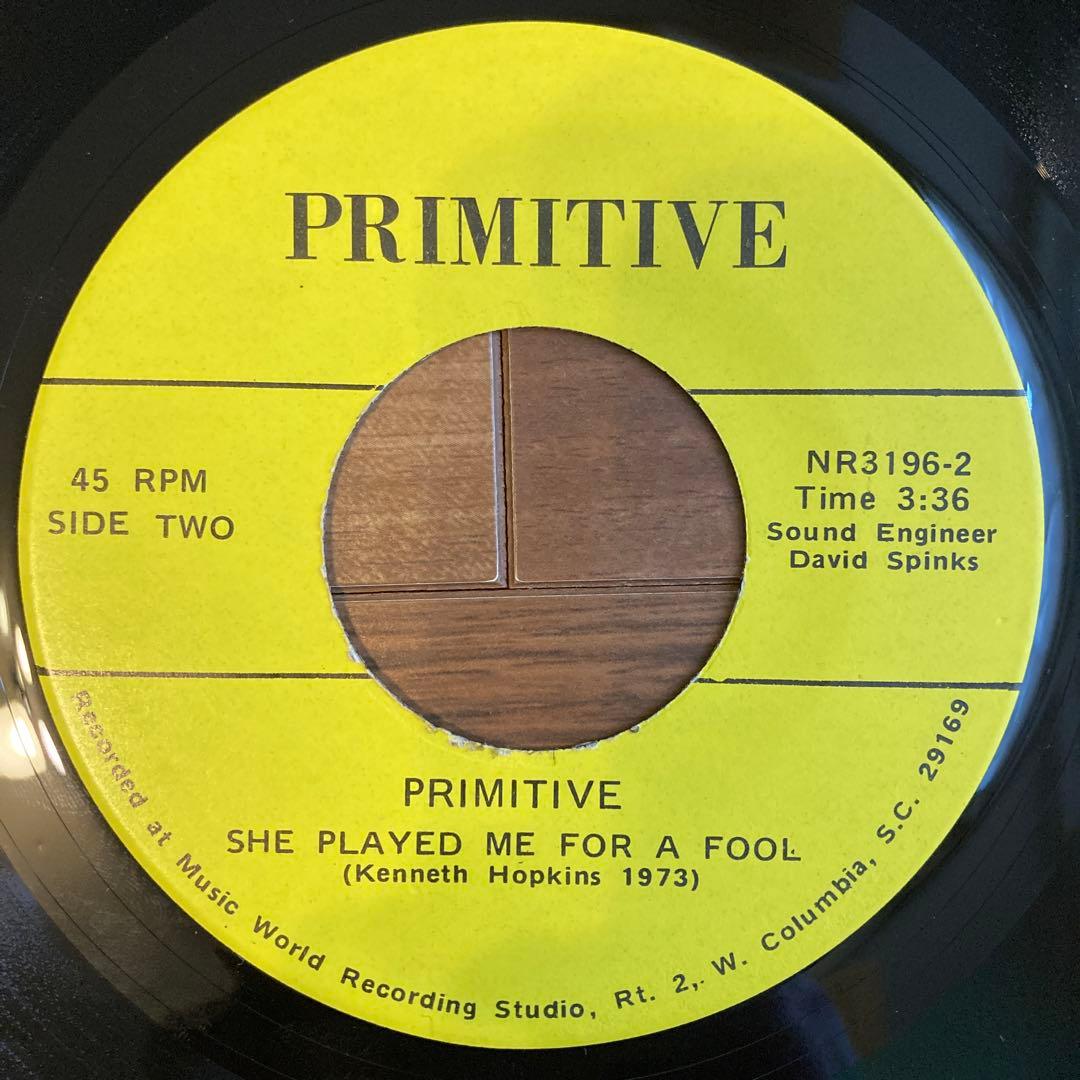 PRIMITIVE
45 RPM
SIDE TWO
NR3196-2
Time 3:36
Sound Engineer
David Spinks
PRIMITIVE
SHE PLAYED ME FOR A FOOL
(Kenneth Hopkins 1973)
Recorded at Music World Recording Studio, Rt. 2, W. Columbia, S.C. 29169